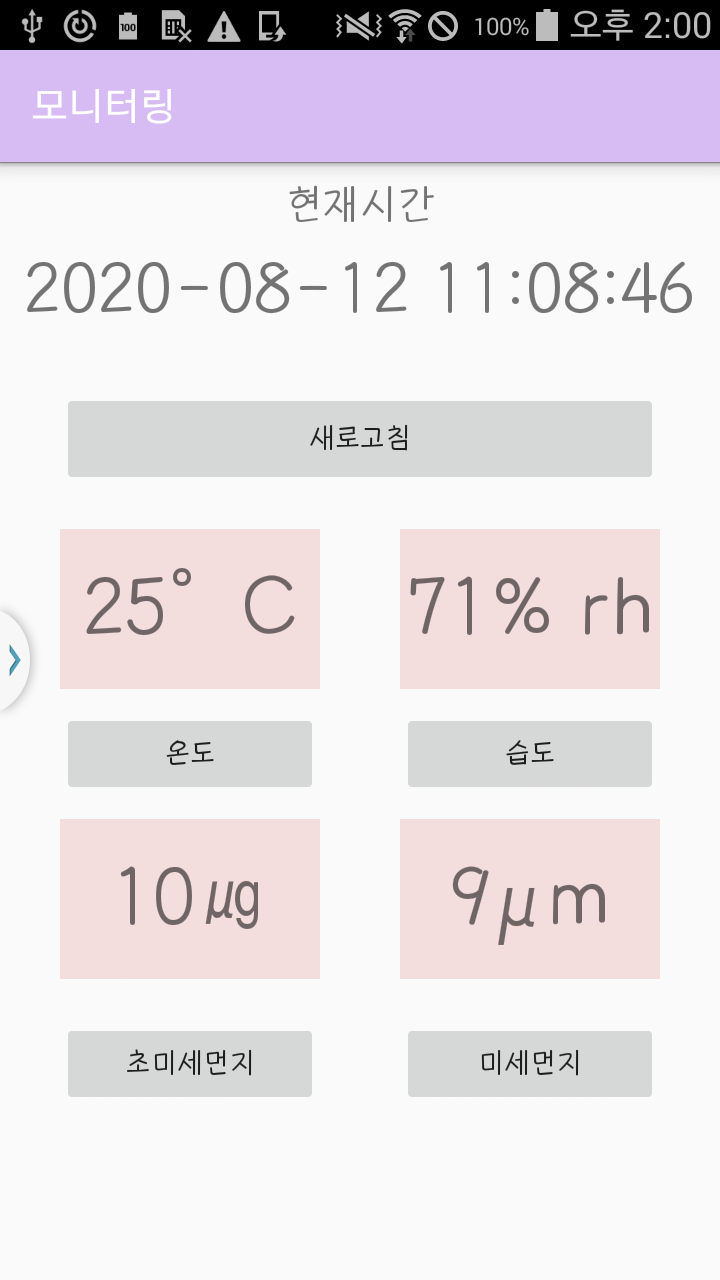 100
100% 오후 2:00
모니터링
현재시간
2020-08-12 11:08:46
새로고침
25° C 71% rh
온도 습도
10㎍ 9μm
초미세먼지 미세먼지